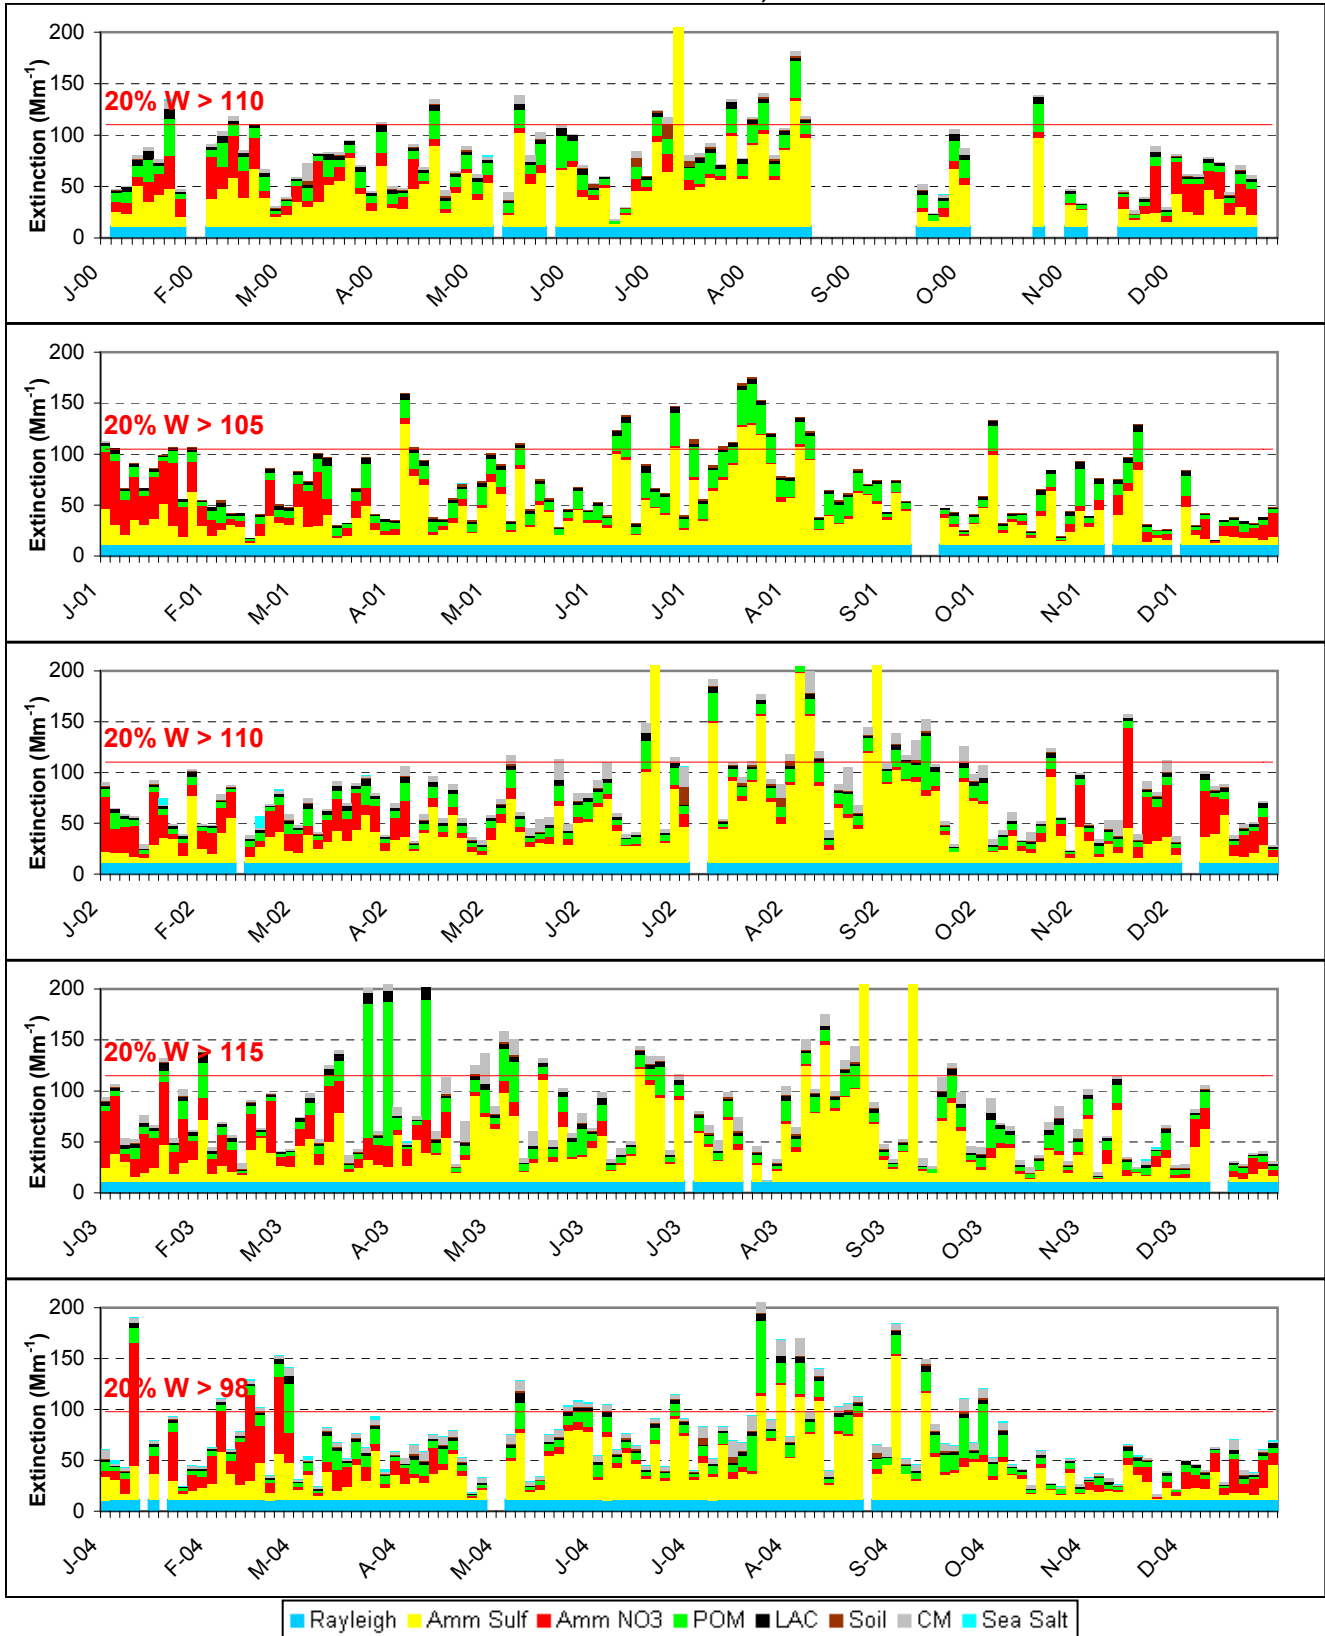 200
150
100
50
0
Extinction (Mm-1)
20% W > 110
J-00 F-00 M-00 A-00 M-00 J-00 J-00 A-00 S-00 O-00 N-00 D-00
200
150
100
50
0
Extinction (Mm-1)
20% W > 105
J-01 F-01 M-01 A-01 M-01 J-01 J-01 A-01 S-01 O-01 N-01 D-01
200
150
100
50
0
Extinction (Mm-1)
20% W > 110
J-02 F-02 M-02 A-02 M-02 J-02 J-02 A-02 S-02 O-02 N-02 D-02
200
150
100
50
0
Extinction (Mm-1)
20% W > 115
J-03 F-03 M-03 A-03 M-03 J-03 J-03 A-03 S-03 O-03 N-03 D-03
200
150
100
50
0
Extinction (Mm-1)
20% W > 98
J-04 F-04 M-04 A-04 M-04 J-04 J-04 A-04 S-04 O-04 N-04 D-04
Rayleigh Amm Sulf Amm NO3 POM LAC Soil CM Sea Salt